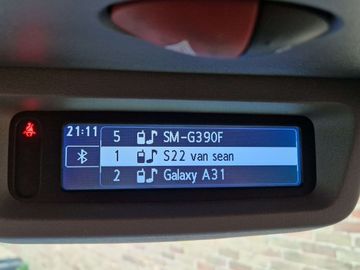 21:11
5 SM-G390F
1 S22 van sean
2 Galaxy A31